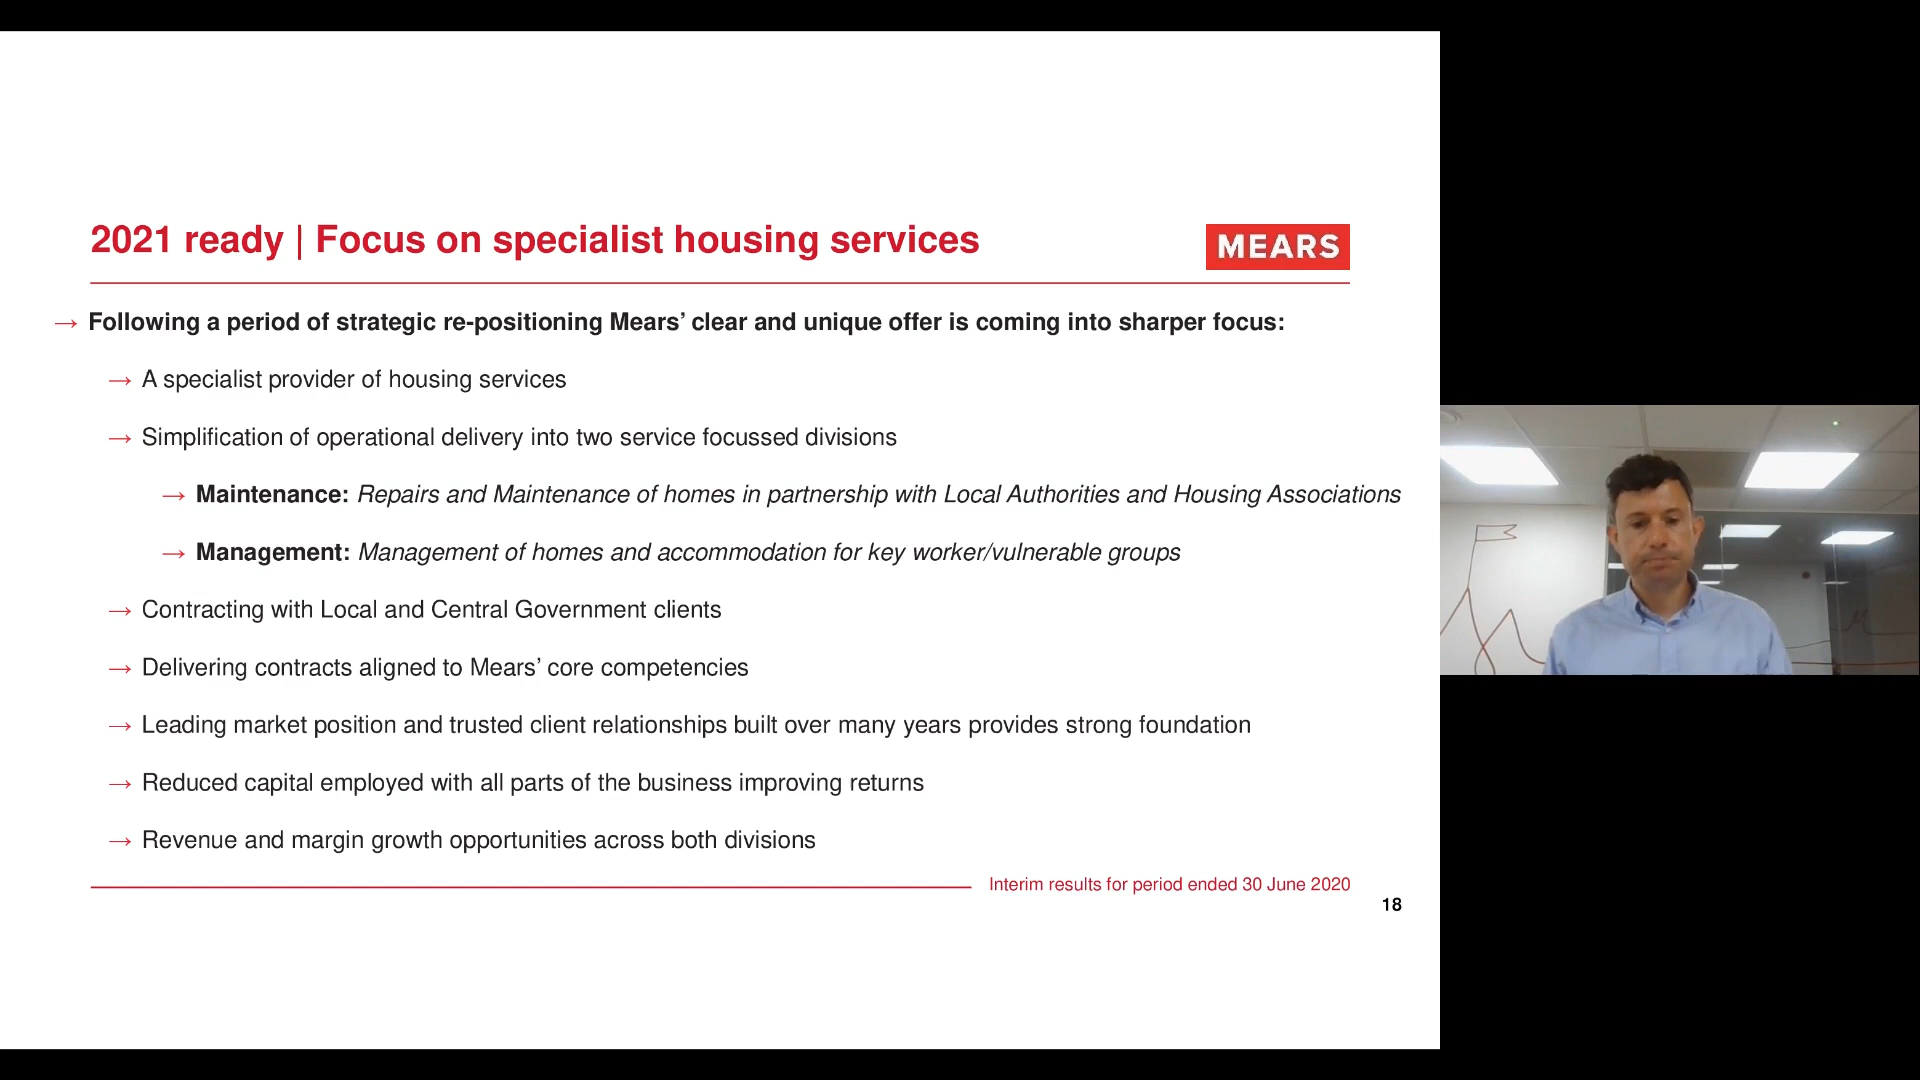 2021 ready | Focus on specialist housing services
MEARS
→ Following a period of strategic re-positioning Mears’ clear and unique offer is coming into sharper focus:
→ A specialist provider of housing services
→ Simplification of operational delivery into two service focussed divisions
→ Maintenance: Repairs and Maintenance of homes in partnership with Local Authorities and Housing Associations
→ Management: Management of homes and accommodation for key worker/vulnerable groups
→ Contracting with Local and Central Government clients
→ Delivering contracts aligned to Mears’ core competencies
→ Leading market position and trusted client relationships built over many years provides strong foundation
→ Reduced capital employed with all parts of the business improving returns
→ Revenue and margin growth opportunities across both divisions
Interim results for period ended 30 June 2020
18